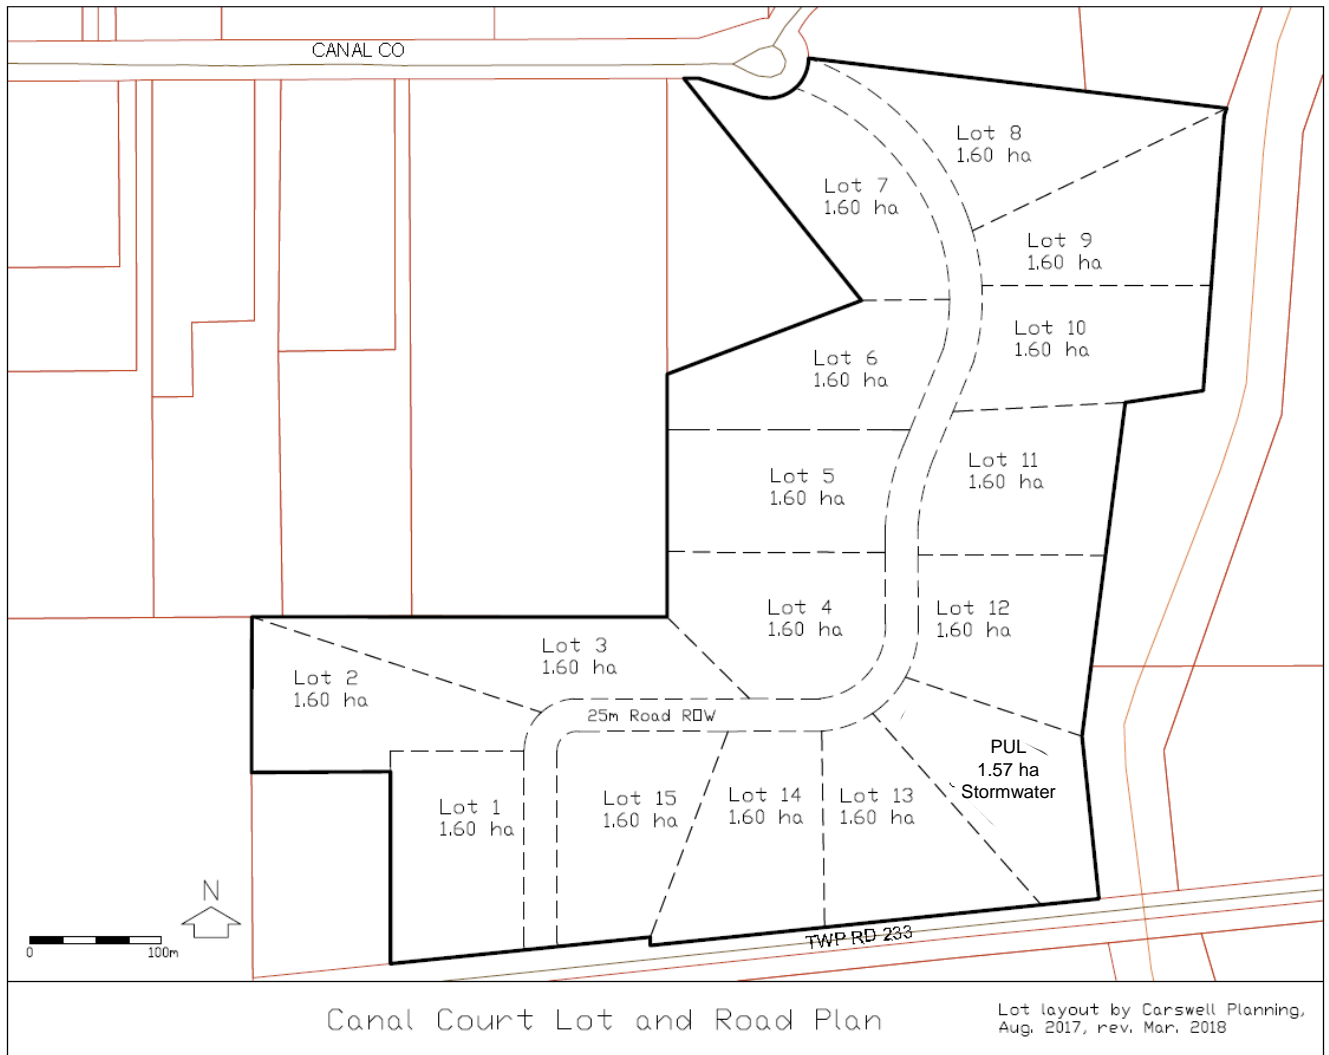 CANAL CO
Lot 8
1.60 ha
Lot 7
1.60 ha
Lot 9
1.60 ha
Lot 10
1.60 ha
Lot 6
1.60 ha
Lot 11
1.60 ha
Lot 5
1.60 ha
Lot 4
1.60 ha
Lot 12
1.60 ha
Lot 3
1.60 ha
Lot 2
1.60 ha
25m Road ROW
PUL
1.57 ha
Stormwater
Lot 1
1.60 ha
Lot 15
1.60 ha
Lot 14
1.60 ha
Lot 13
1.60 ha
N
0 100m
TWP RD 233
Canal Court Lot and Road Plan
Lot layout by Carswell Planning,
Aug. 2017, rev. Mar. 2018